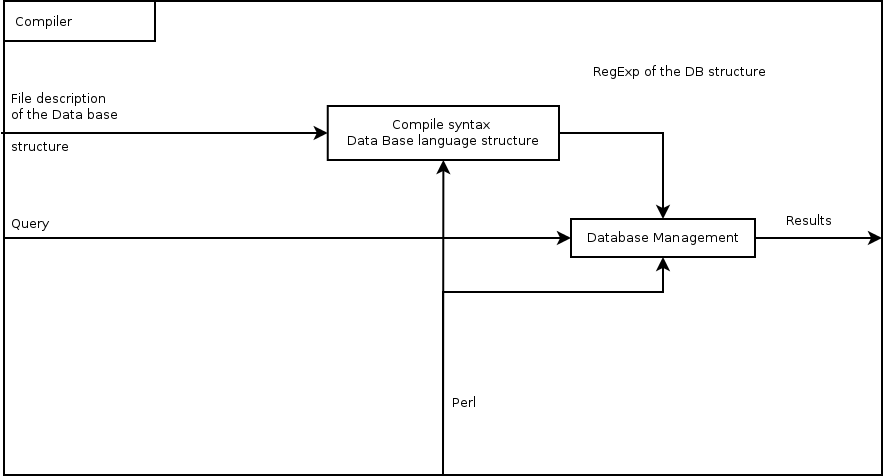 Compiler
RegExp of the DB structure
File description
of the Data base
structure
Compile syntax
Data Base language structure
Query
Results
Database Management
Perl